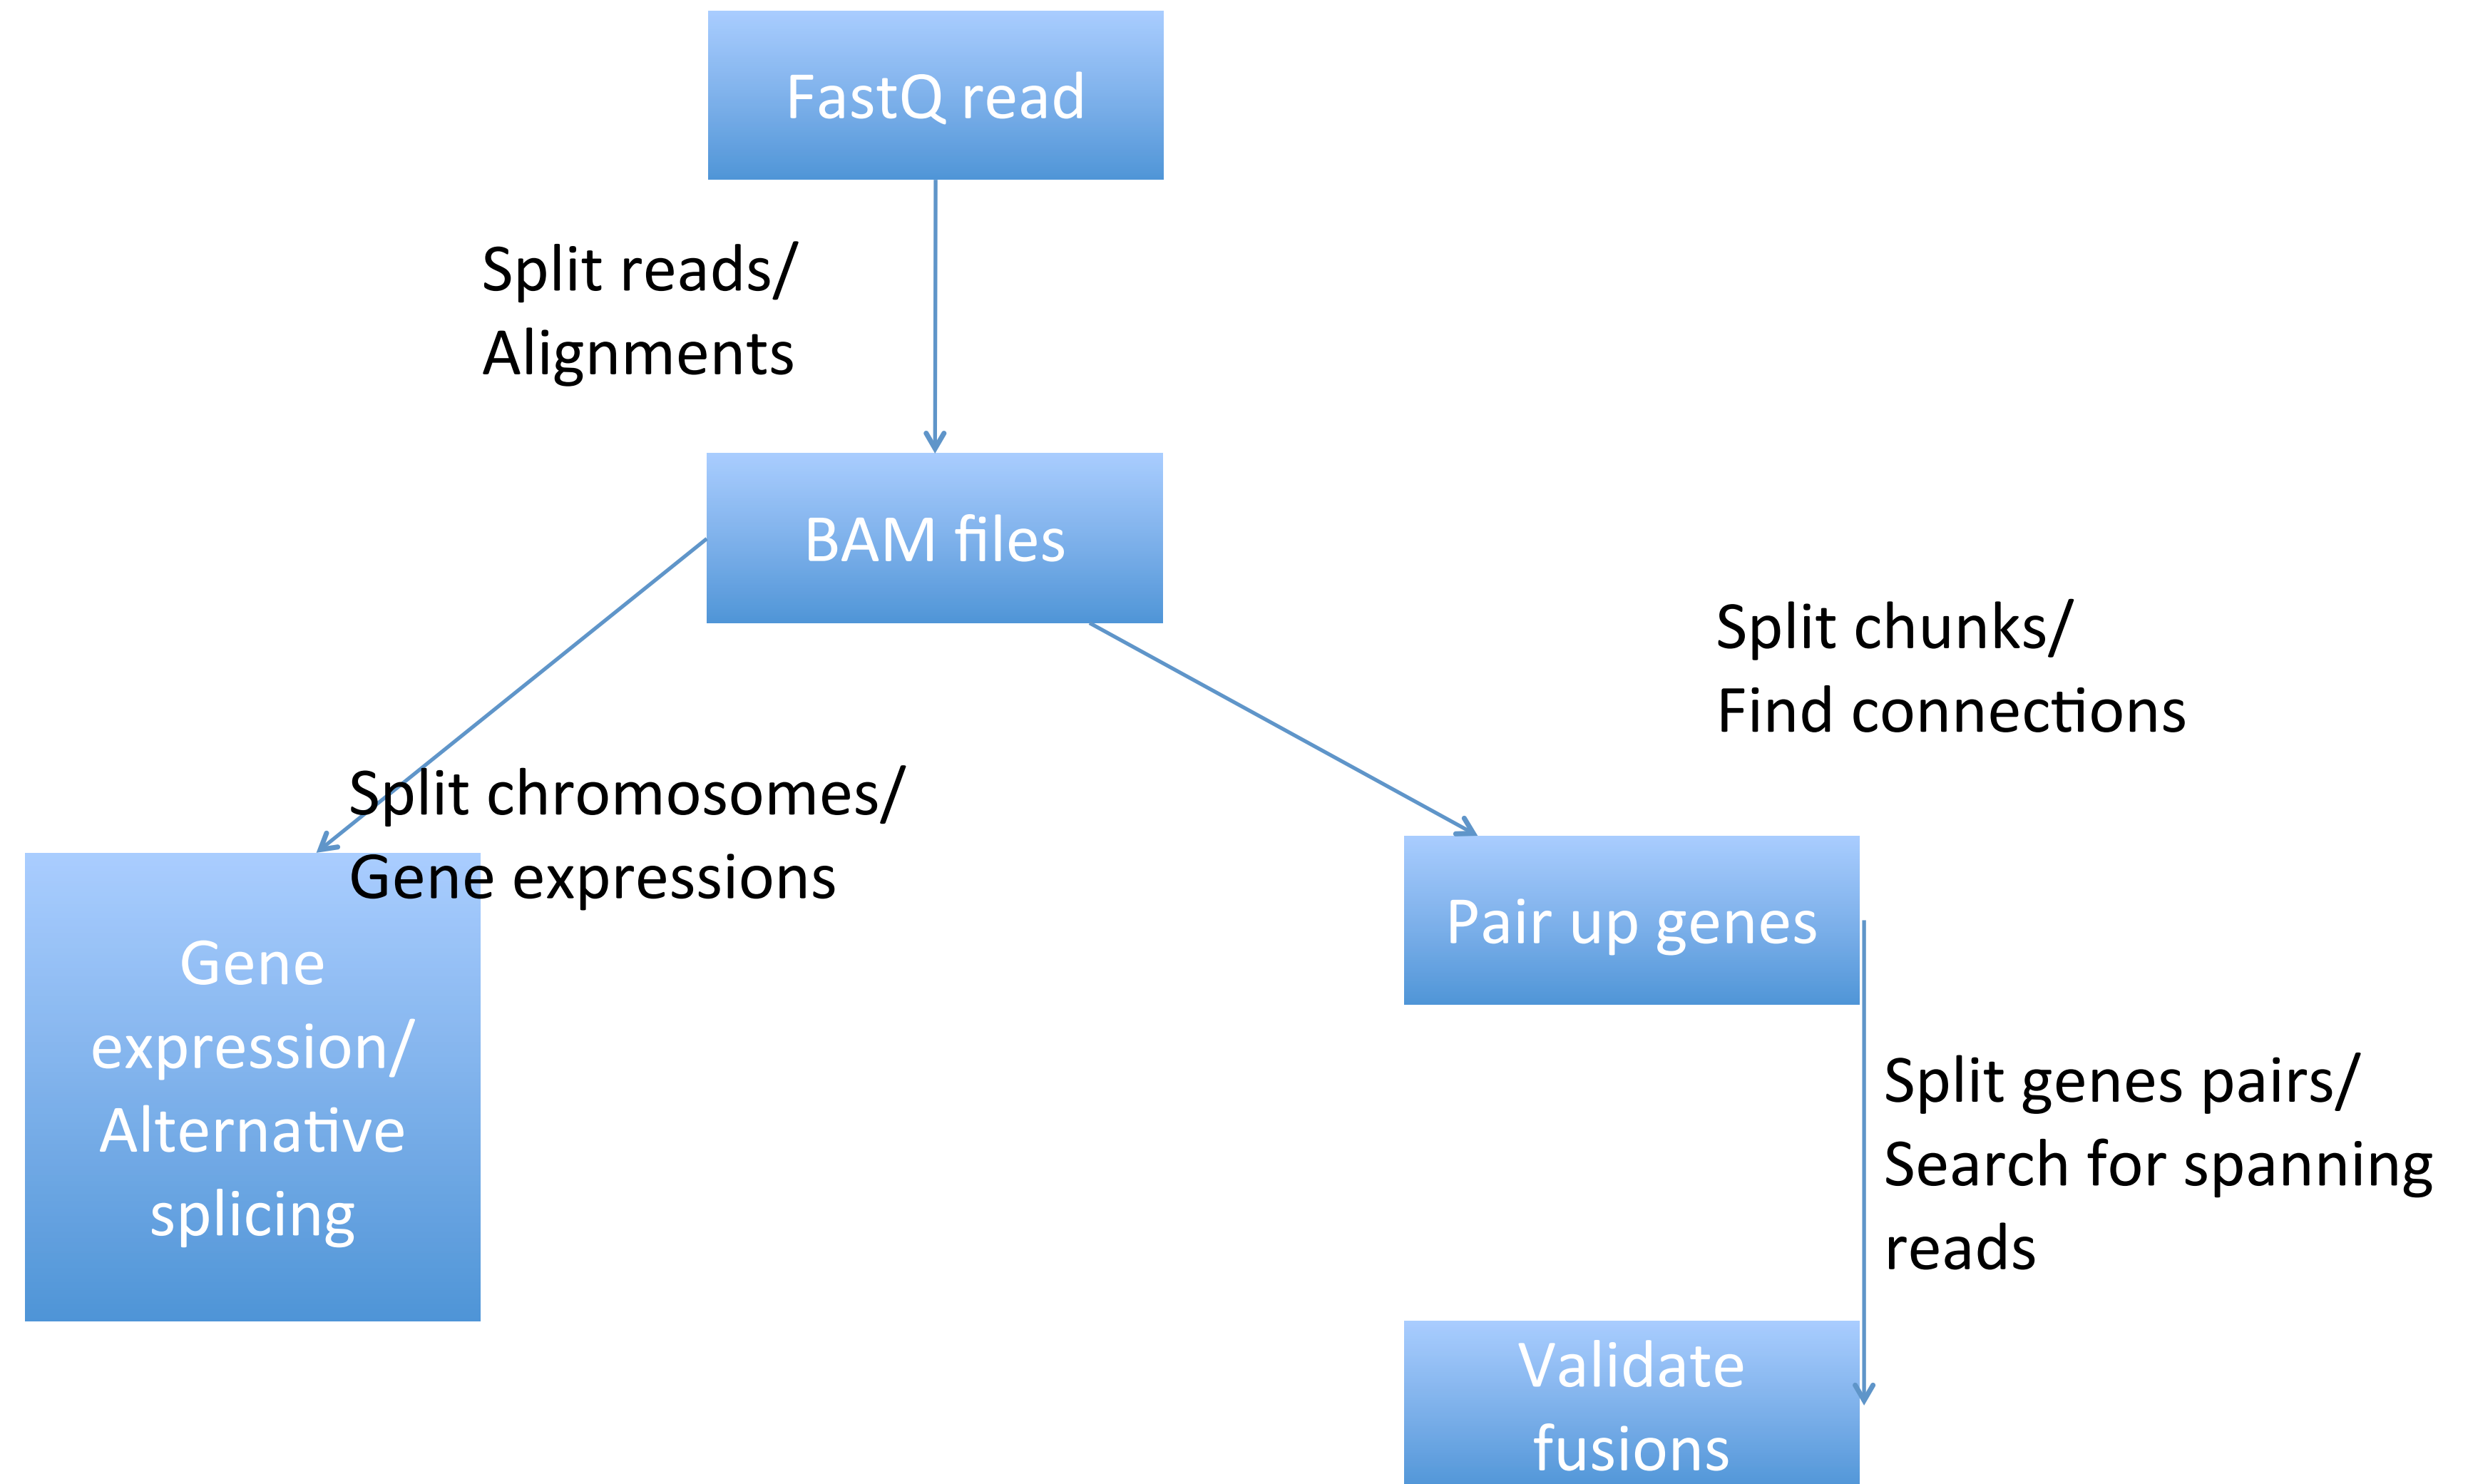 FastQ read
Split reads/
Alignments
BAM files
Split chunks/
Find connections
Split chromosomes/
Gene expressions
Pair up genes
Gene
expression/
Alternative
splicing
Split genes pairs/
Search for spanning
reads
Validate
fusions